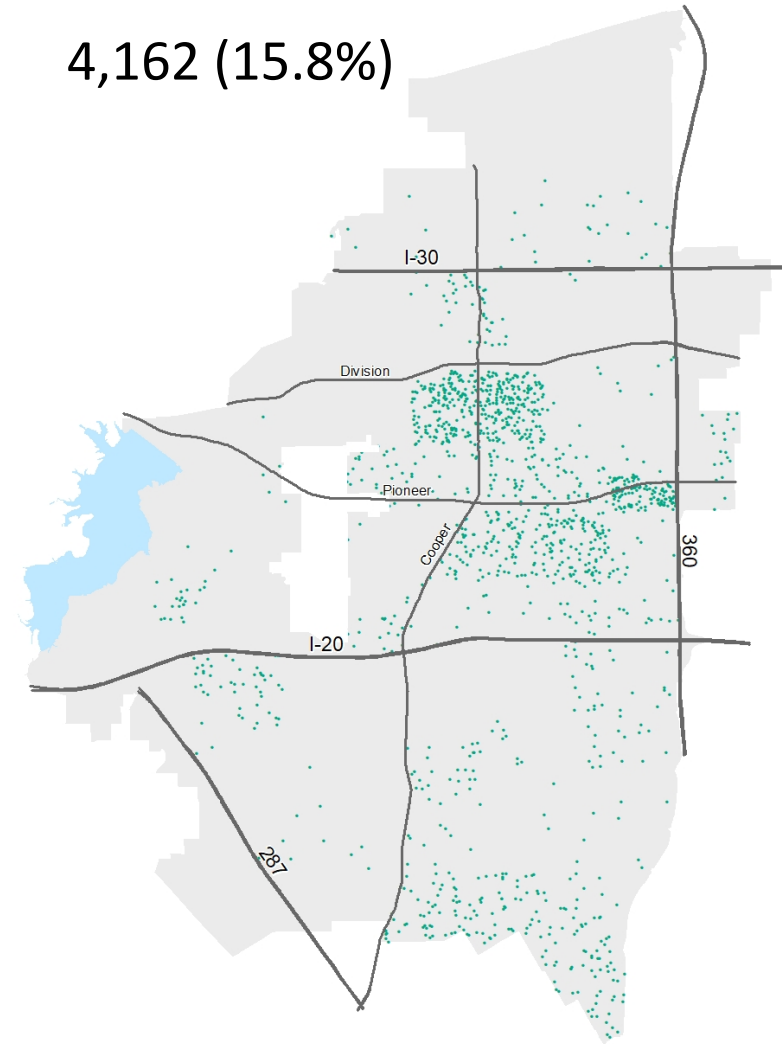 4,162 (15.8%)
I-30
Division
Pioneer
Cooper
360
I-20
287